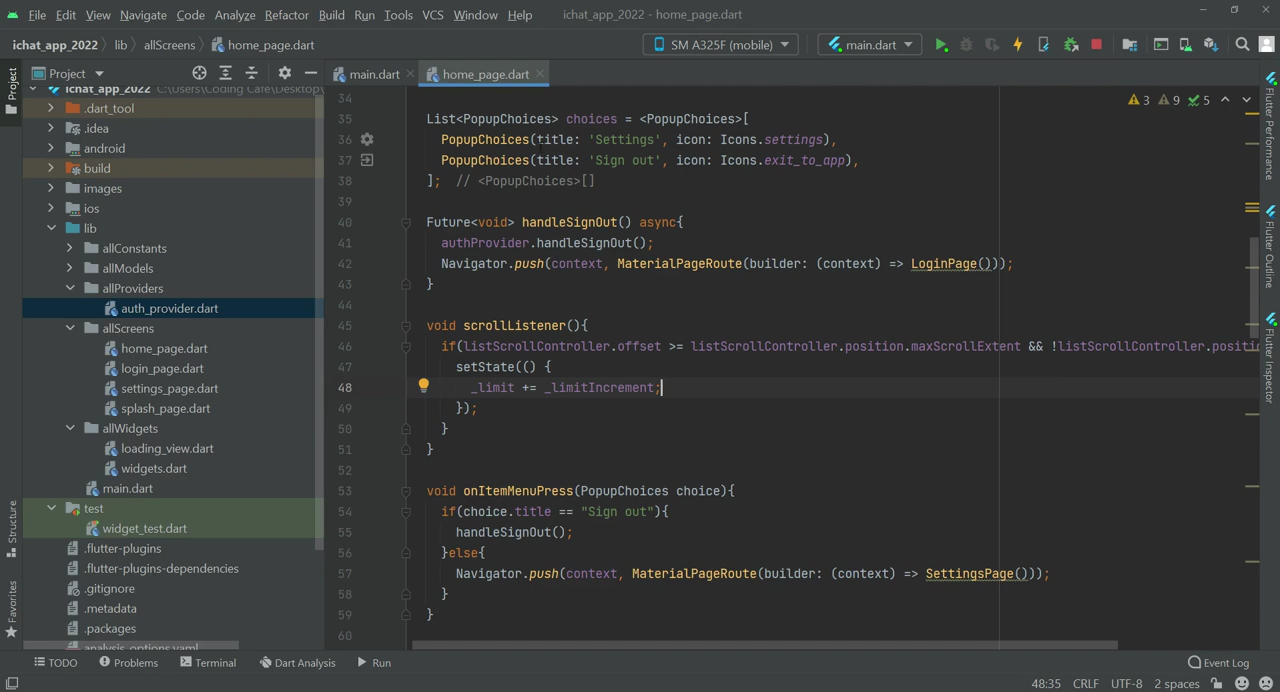 File Edit View Navigate Code Analyze Refactor Build Run Tools VCS Window Help ichat_app_2022 - home_page.dart
ichat_app_2022 lib allScreens home_page.dart SM A325F (mobile) main.dart
Project main.dart home_page.dart
ichat_app_2022 C:\Users\Coding Cafe\Desktop\
.dart_tool
.idea
android
build
images
ios
lib
allConstants
allModels
allProviders
auth_provider.dart
allScreens
home_page.dart
login_page.dart
settings_page.dart
splash_page.dart
allWidgets
loading_view.dart
widgets.dart
main.dart
test
widget_test.dart
.flutter-plugins
.flutter-plugins-dependencies
.gitignore
.metadata
.packages
analysis_options.yaml
Project
Structure
Favorites
3 9 5
34
35 List<PopupChoices> choices = <PopupChoices>[
36 PopupChoices(title: 'Settings', icon: Icons.settings),
37 PopupChoices(title: 'Sign out', icon: Icons.exit_to_app),
38 ]; // <PopupChoices>[]
39
40 Future<void> handleSignOut() async{
41 authProvider.handleSignOut();
42 Navigator.push(context, MaterialPageRoute(builder: (context) => LoginPage()));
43 }
44
45 void scrollListener(){
46 if(listScrollController.offset >= listScrollController.position.maxScrollExtent && !listScrollController.positio
47 setState(() {
48 _limit += _limitIncrement;
49 });
50 }
51 }
52
53 void onItemMenuPress(PopupChoices choice){
54 if(choice.title == "Sign out"){
55 handleSignOut();
56 }else{
57 Navigator.push(context, MaterialPageRoute(builder: (context) => SettingsPage()));
58 }
59 }
60
Flutter Performance
Flutter Outline
Flutter Inspector
TODO Problems Terminal Dart Analysis Run Event Log
48:35 CRLF UTF-8 2 spaces